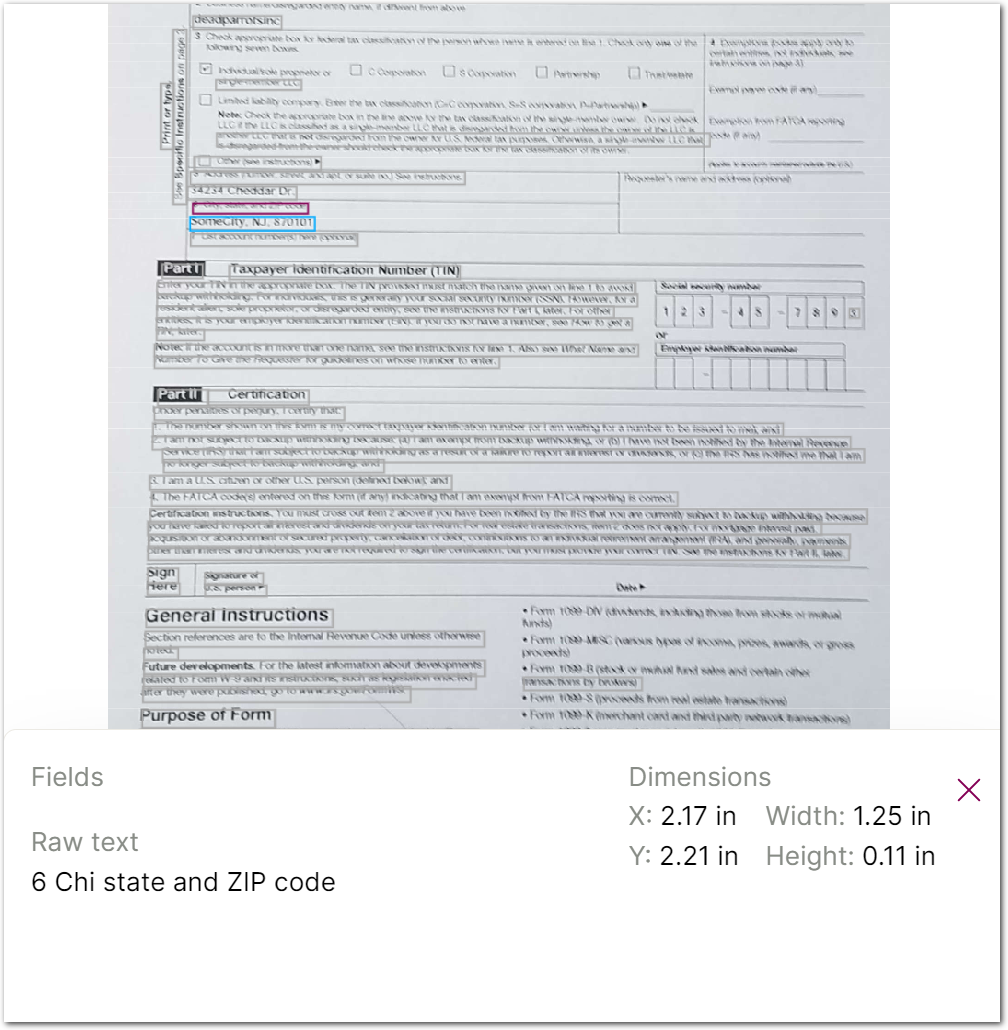 2 Business name/disregarded entity name, if different from above
deadparrotsinc
3 Check appropriate box for federal tax classification of the person whose name is entered on line 1. Check only one of the
following seven boxes.
4 Exemptions (codes apply only to
certain entities, not individuals; see
instructions on page 3):
Individual/sole proprietor or
single-member LLC
C Corporation
S Corporation
Partnership
Trust/estate
Exempt payee code (if any)
Limited liability company. Enter the tax classification (C=C corporation, S=S corporation, P=Partnership) ▶
Note: Check the appropriate box in the line above for the tax classification of the single-member owner. Do not check
LLC if the LLC is classified as a single-member LLC that is disregarded from the owner unless the owner of the LLC is
another LLC that is not disregarded from the owner for U.S. federal tax purposes. Otherwise, a single-member LLC that
is disregarded from the owner should check the appropriate box for the tax classification of its owner.
Exemption from FATCA reporting
code (if any)
Other (see instructions) ▶
Print or type.
See Specific Instructions on page
5 Address (number, street, and apt. or suite no.) See instructions.
Requester's name and address (optional)
34234 Cheddar Dr.
6 City, state, and ZIP code
SomeCity, NJ, 870101
7 List account number(s) here (optional)
Part I Taxpayer Identification Number (TIN)
Enter your TIN in the appropriate box. The TIN provided must match the name given on line 1 to avoid
backup withholding. For individuals, this is generally your social security number (SSN). However, for a
resident alien, sole proprietor, or disregarded entity, see the instructions for Part I, later. For other
entities, it is your employer identification number (EIN). If you do not have a number, see How to get a
TIN, later.
Social security number
1 2 3 - 4 5 - 7 8 9
or
Note: If the account is in more than one name, see the instructions for line 1. Also see What Name and
Number To Give the Requester for guidelines on whose number to enter.
Employer identification number
-
Part II Certification
Under penalties of perjury, I certify that:
1. The number shown on this form is my correct taxpayer identification number (or I am waiting for a number to be issued to me); and
2. I am not subject to backup withholding because: (a) I am exempt from backup withholding, or (b) I have not been notified by the Internal Revenue
Service (IRS) that I am subject to backup withholding as a result of a failure to report all interest or dividends, or (c) the IRS has notified me that I am
no longer subject to backup withholding; and
3. I am a U.S. citizen or other U.S. person (defined below); and
4. The FATCA code(s) entered on this form (if any) indicating that I am exempt from FATCA reporting is correct.
Certification instructions. You must cross out item 2 above if you have been notified by the IRS that you are currently subject to backup withholding because
you have failed to report all interest and dividends on your tax return. For real estate transactions, item 2 does not apply. For mortgage interest paid,
acquisition or abandonment of secured property, cancellation of debt, contributions to an individual retirement arrangement (IRA), and generally, payments
other than interest and dividends, you are not required to sign the certification, but you must provide your correct TIN. See the instructions for Part II, later.
Sign
Here
Signature of
U.S. person ▶
Date ▶
General Instructions
Section references are to the Internal Revenue Code unless otherwise
noted.
Future developments. For the latest information about developments
related to Form W-9 and its instructions, such as legislation enacted
after they were published, go to www.irs.gov/FormW9.
Purpose of Form
• Form 1099-DIV (dividends, including those from stocks or mutual
funds)
• Form 1099-MISC (various types of income, prizes, awards, or gross
proceeds)
• Form 1099-B (stock or mutual fund sales and certain other
transactions by brokers)
• Form 1099-S (proceeds from real estate transactions)
• Form 1099-K (merchant card and third party network transactions)
Fields
Raw text
6 Chi state and ZIP code
Dimensions
X: 2.17 in Width: 1.25 in
Y: 2.21 in Height: 0.11 in